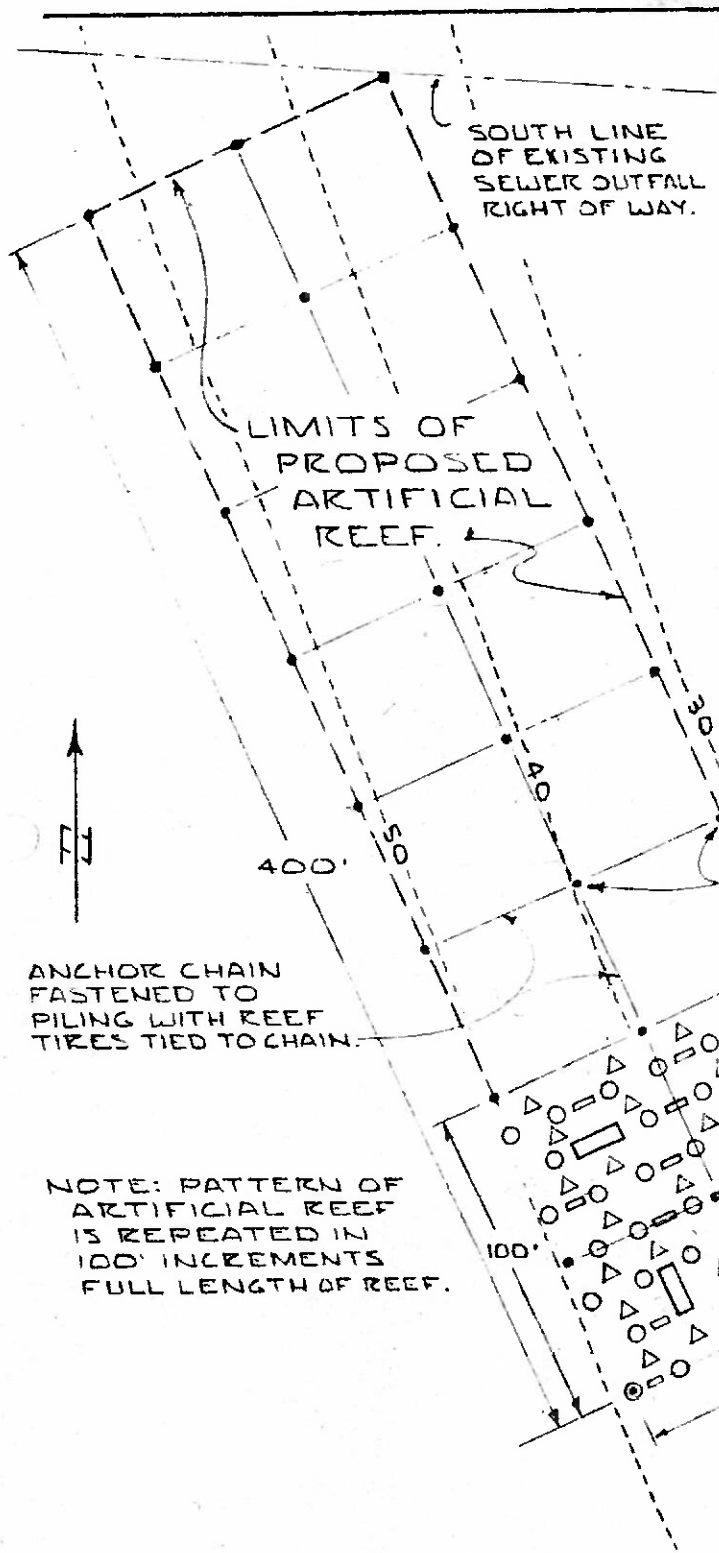 SOUTH LINE
OF EXISTING
SEWER OUTFALL
RIGHT OF WAY.
LIMITS OF
PROPOSED
ARTIFICIAL
REEF.
30
40
50
400'
ANCHOR CHAIN
FASTENED TO
PILING WITH REEF
TIRES TIED TO CHAIN.
NOTE: PATTERN OF
ARTIFICIAL REEF
IS REPEATED IN
100' INCREMENTS
FULL LENGTH OF REEF.
100'